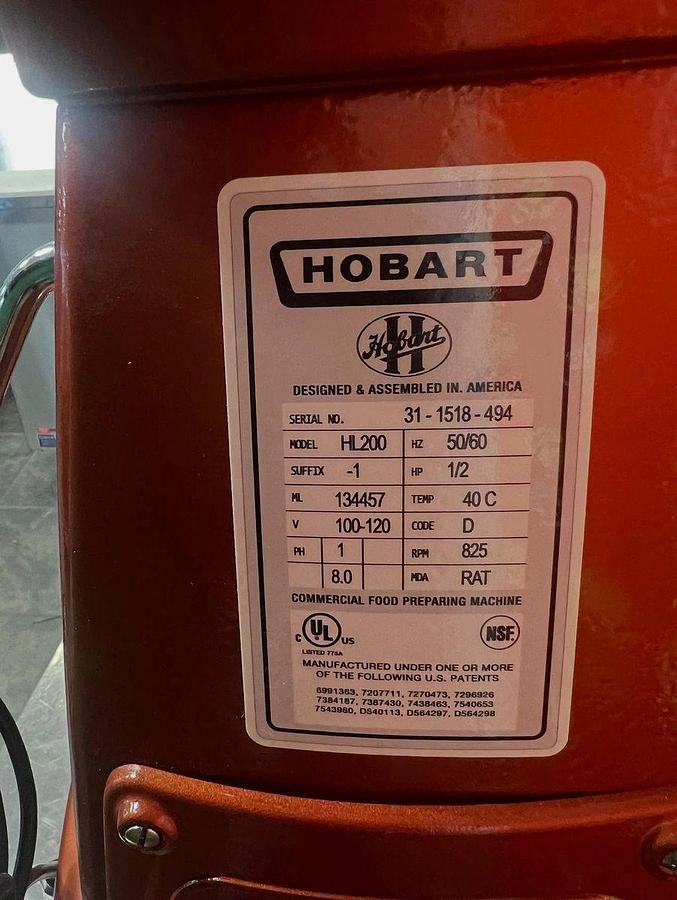 HOBART
Hobart
H
DESIGNED & ASSEMBLED IN. AMERICA
SERIAL NO. 31-1518-494
MODEL HL200 HZ 50/60
SUFFIX -1 HP 1/2
ML 134457 TEMP 40 C
V 100-120 CODE D
PH 1 RPM 825
8.0 MDA RAT
COMMERCIAL FOOD PREPARING MACHINE
C UL US NSF
LISTED 775A
MANUFACTURED UNDER ONE OR MORE
OF THE FOLLOWING U.S. PATENTS
6991363, 7207711, 7270473, 7296926
7384187, 7387430, 7438463, 7540653
7543980, D540113, D564297, D564298